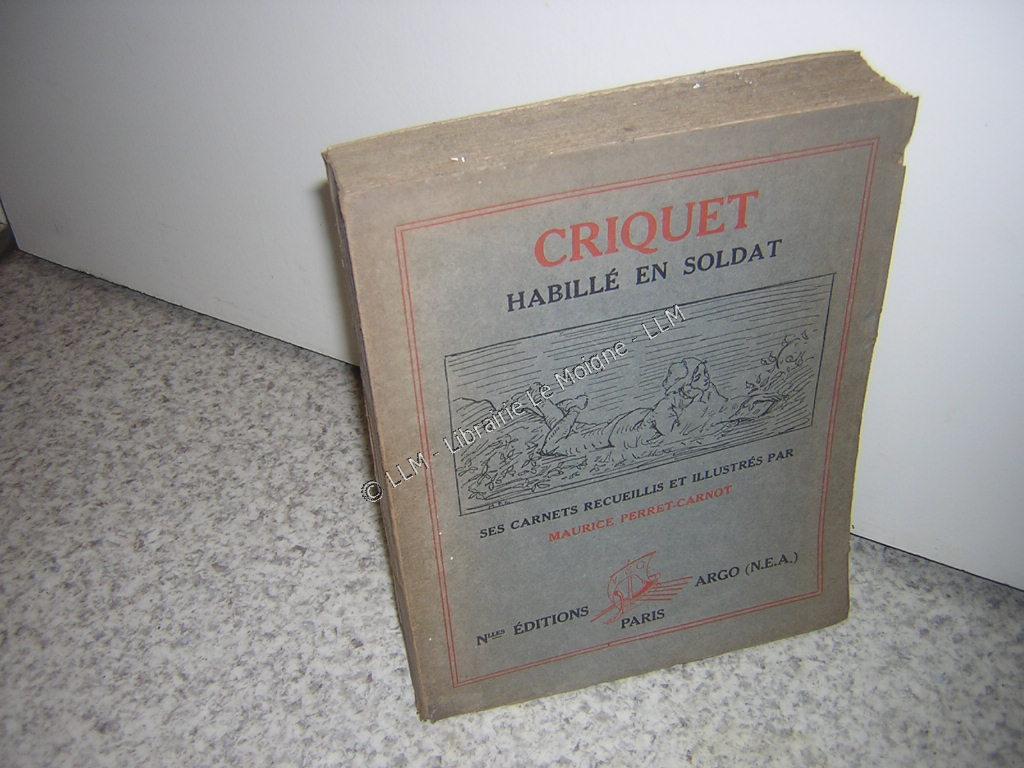 CRIQUET
HABILLÉ EN SOLDAT
© LLM - Librairie Le Moigne - LLM
SES CARNETS RECUEILLIS ET ILLUSTRÉS PAR
MAURICE PERRET-CARNOT
Nlles ÉDITIONS ARGO (N.E.A.)
PARIS